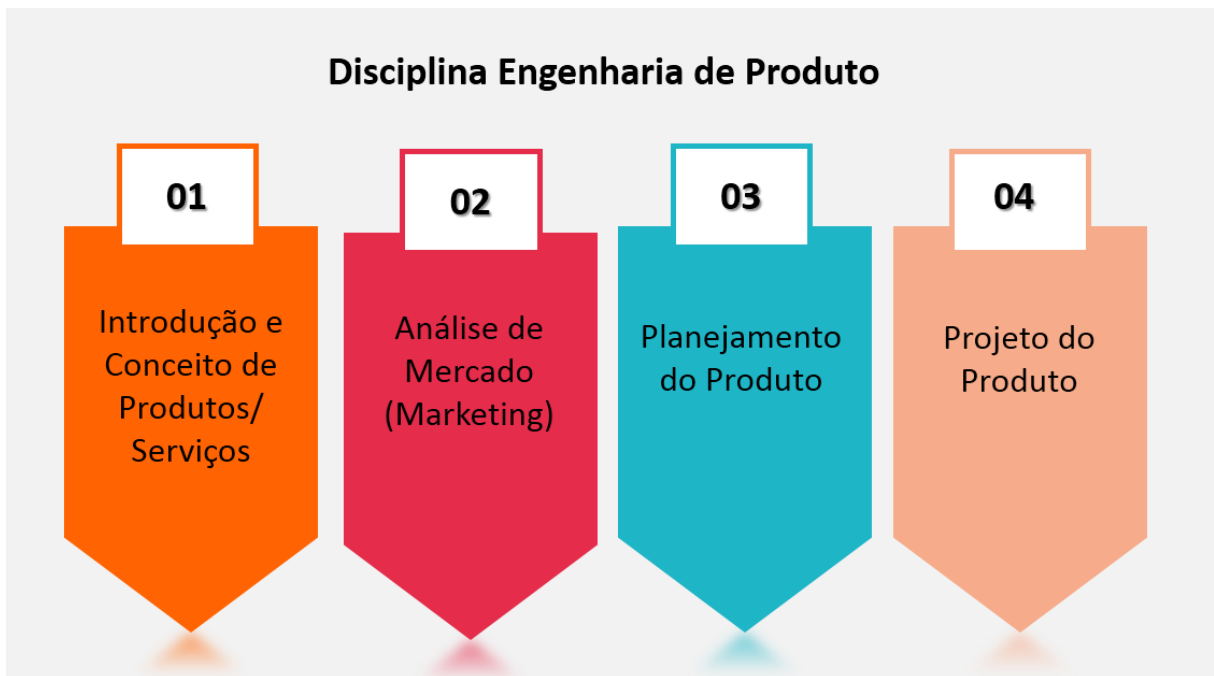 Disciplina Engenharia de Produto
01
Introdução e
Conceito de
Produtos/
Serviços
02
Análise de
Mercado
(Marketing)
03
Planejamento
do Produto
04
Projeto do
Produto